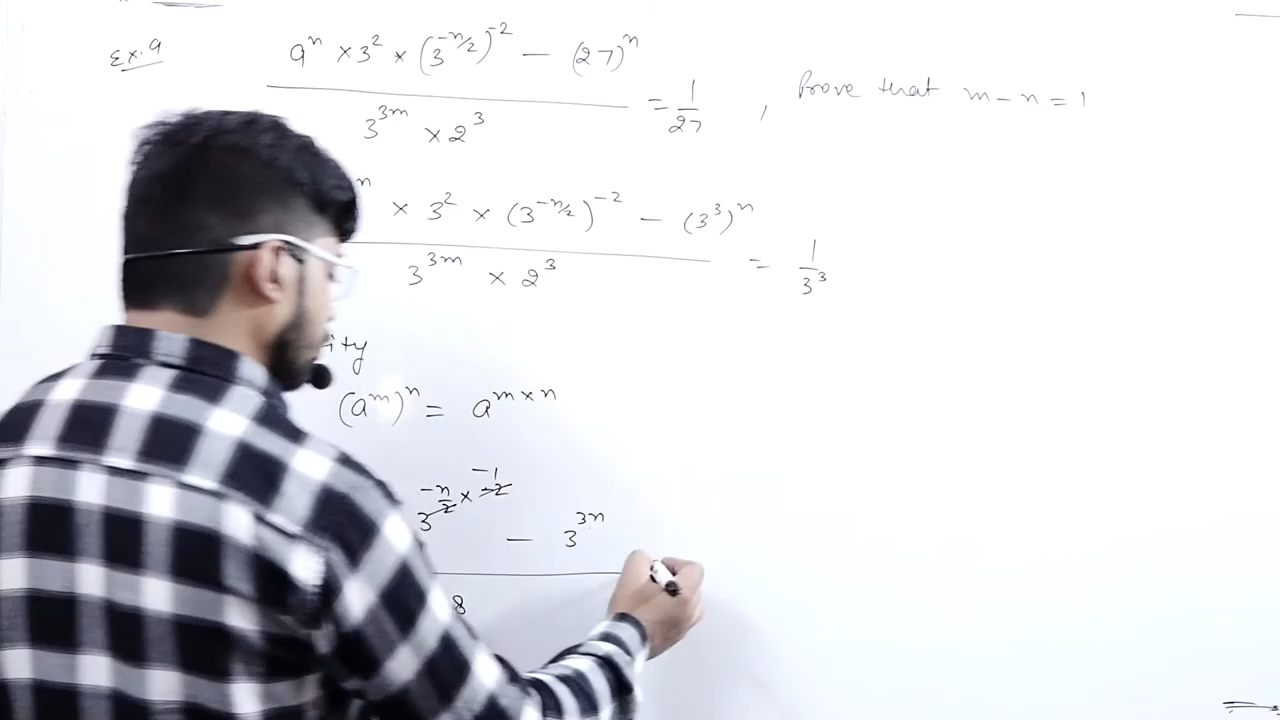 Ex.9
9ⁿ × 3² × (3^(-n/2))⁻² − (27)ⁿ / 3^(3m) × 2³ = 1/27 , Prove that m − n = 1
n × 3² × (3^(-n/2))⁻² − (3³)ⁿ / 3^(3m) × 2³ = 1/3³
ity
(a^m)^n = a^(m×n)
3^(-n/2 × -2) -1 − 3^(3n)
8